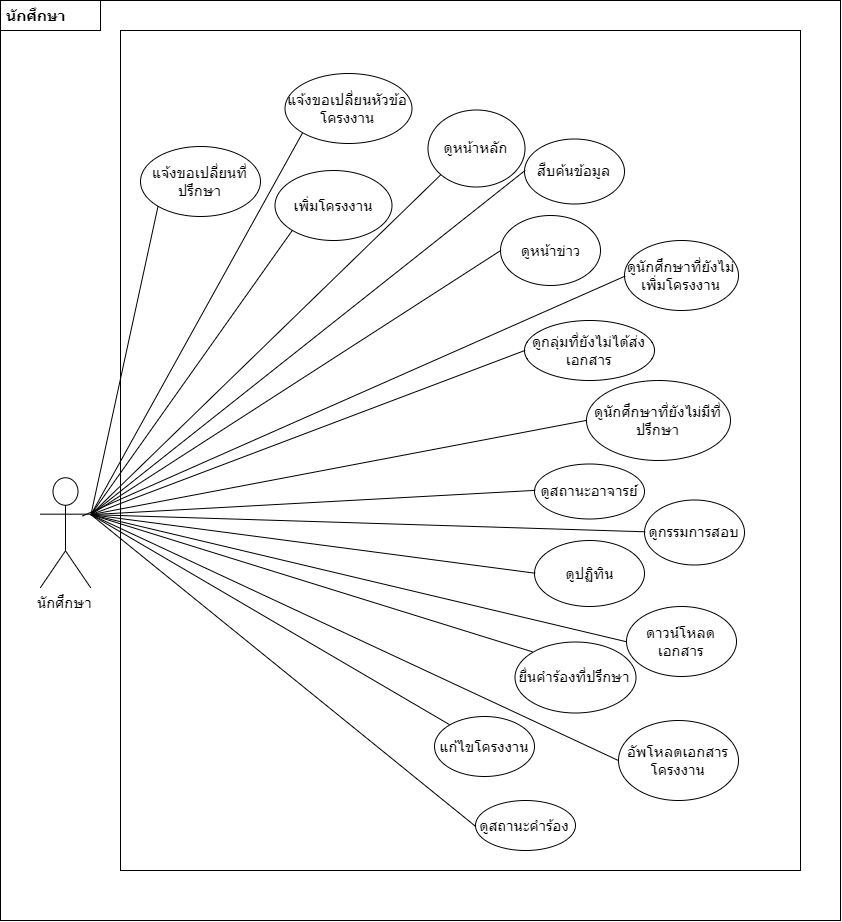 นักศึกษา
แจ้งขอเปลี่ยนหัวข้อ
โครงงาน
แจ้งขอเปลี่ยนที่
ปรึกษา
เพิ่มโครงงาน
ดูหน้าหลัก
สืบค้นข้อมูล
ดูหน้าข่าว
ดูนักศึกษาที่ยังไม่
เพิ่มโครงงาน
ดูกลุ่มที่ยังไม่ได้ส่ง
เอกสาร
ดูนักศึกษาที่ยังไม่มีที่
ปรึกษา
ดูสถานะอาจารย์
ดูกรรมการสอบ
ดูปฏิทิน
นักศึกษา
ดาวน์โหลด
เอกสาร
ยื่นคำร้องที่ปรึกษา
แก้ไขโครงงาน
อัพโหลดเอกสาร
โครงงาน
ดูสถานะคำร้อง